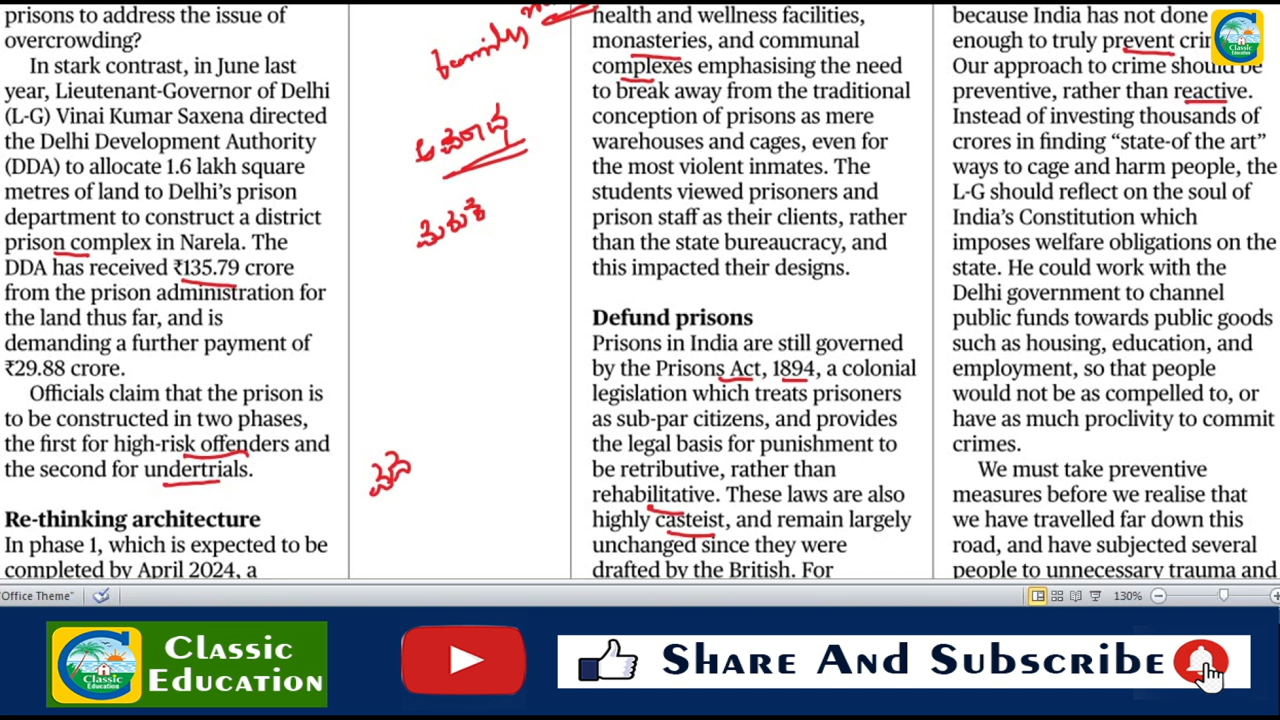 prisons to address the issue of
overcrowding?
In stark contrast, in June last
year, Lieutenant-Governor of Delhi
(L-G) Vinai Kumar Saxena directed
the Delhi Development Authority
(DDA) to allocate 1.6 lakh square
metres of land to Delhi's prison
department to construct a district
prison complex in Narela. The
DDA has received ₹135.79 crore
from the prison administration for
the land thus far, and is
demanding a further payment of
₹29.88 crore.
Officials claim that the prison is
to be constructed in two phases,
the first for high-risk offenders and
the second for undertrials.
Re-thinking architecture
In phase 1, which is expected to be
completed by April 2024, a
health and wellness facilities,
monasteries, and communal
complexes emphasising the need
to break away from the traditional
conception of prisons as mere
warehouses and cages, even for
the most violent inmates. The
students viewed prisoners and
prison staff as their clients, rather
than the state bureaucracy, and
this impacted their designs.
Defund prisons
Prisons in India are still governed
by the Prisons Act, 1894, a colonial
legislation which treats prisoners
as sub-par citizens, and provides
the legal basis for punishment to
be retributive, rather than
rehabilitative. These laws are also
highly casteist, and remain largely
unchanged since they were
drafted by the British. For
because India has not done
enough to truly prevent
Our approach to crime should be
preventive, rather than reactive.
Instead of investing thousands of
crores in finding “state-of the art”
ways to cage and harm people, the
L-G should reflect on the soul of
India's Constitution which
imposes welfare obligations on the
state. He could work with the
Delhi government to channel
public funds towards public goods
such as housing, education, and
employment, so that people
would not be as compelled to, or
have as much proclivity to commit
crimes.
We must take preventive
measures before we realise that
we have travelled far down this
road, and have subjected several
people to unnecessary trauma and
Classic
Education
"Office Theme"
130%
Classic
Education
Classic
Education
Share And Subscribe